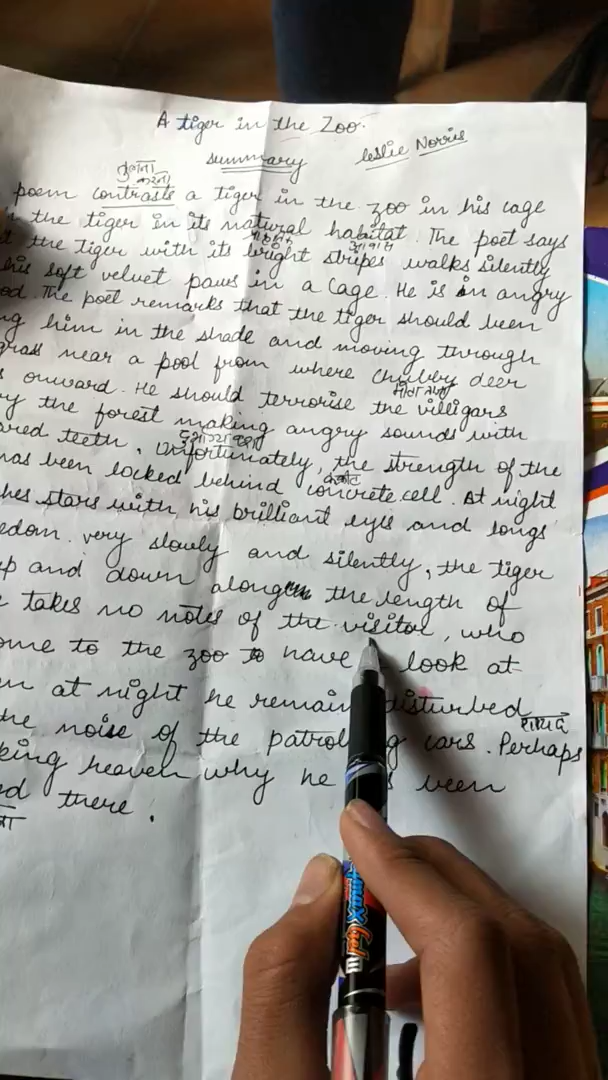 A tiger in the Zoo.
summary
leslie Norris
तुलना
करना
poem contrasts a tiger in the zoo in his cage
the tiger in its natural habitat. The poet says
the Tiger with its bright stripes walks silently
his soft velvet paws in a cage. He is in angry
The poet remarks that the tiger should been
him in the shade and moving through
grass near a pool from where chubby deer
onward. He should terrorise the villigars
the forest making angry sounds with
teeth. Unfortunately, the strength of the
has been locked behind concrete cell. At night
stars with his brilliant eyes and longs
very slowly and silently, the tiger
up and down along the length of
takes no notes of the visitor, who
to the zoo to have look at
at night he remain disturbed
शायद
the noise of the cars. Perhaps
heaven why he been
there.